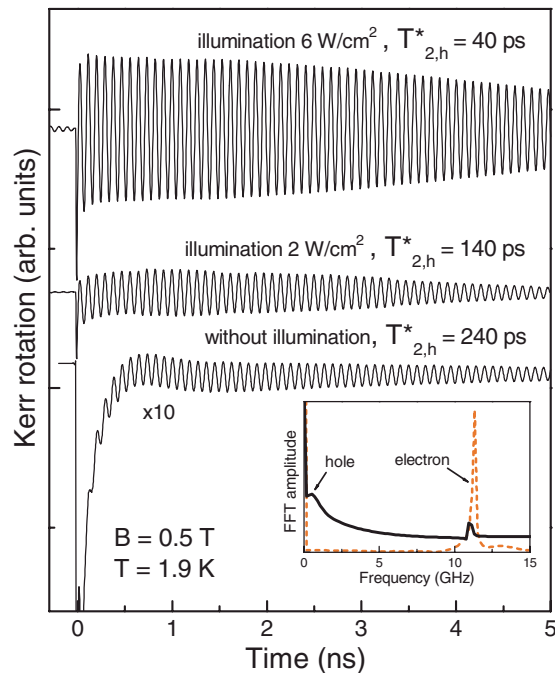 illumination 6 W/cm², T*₂,ₕ = 40 ps
illumination 2 W/cm², T*₂,ₕ = 140 ps
without illumination, T*₂,ₕ = 240 ps
x10
B = 0.5 T
T = 1.9 K
Kerr rotation (arb. units)
0 1 2 3 4 5
Time (ns)
hole
electron
FFT amplitude
0 5 10 15
Frequency (GHz)